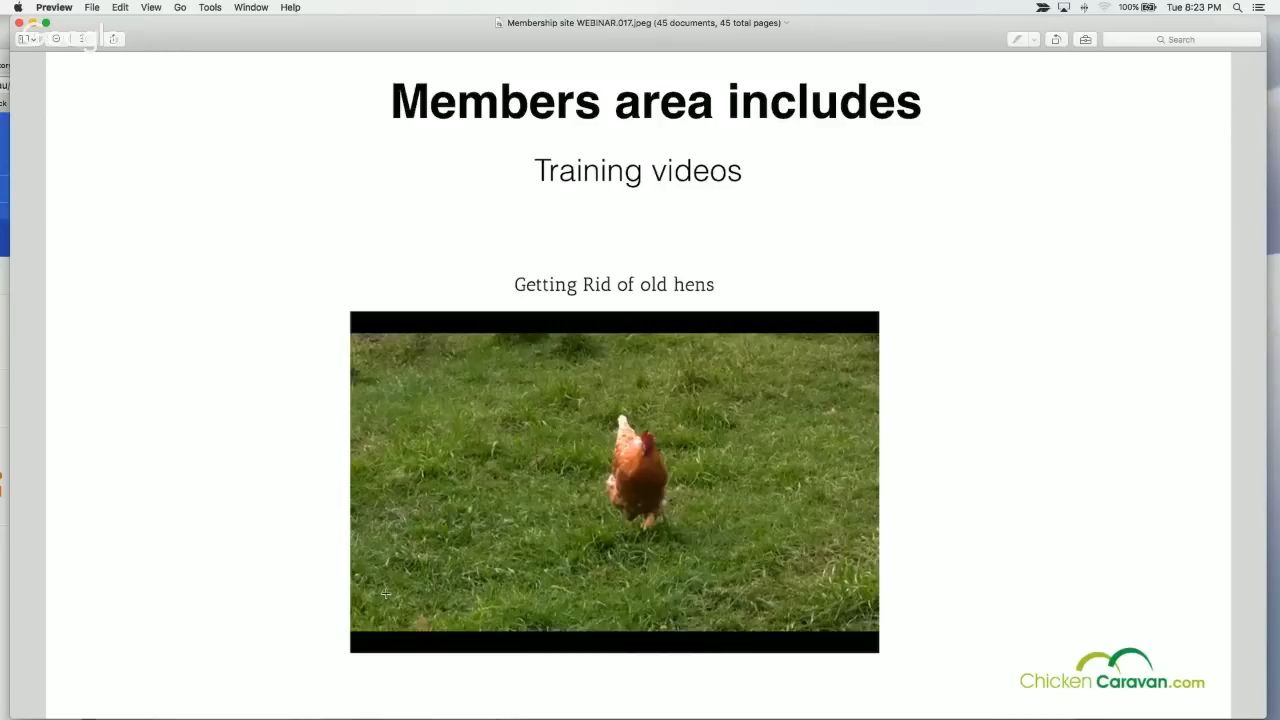 Preview File Edit View Go Tools Window Help 100% Tue 8:23 PM
Membership site WEBINAR.017.jpeg (45 documents, 45 total pages)
Search
Members area includes
Training videos
Getting Rid of old hens
ChickenCaravan.com